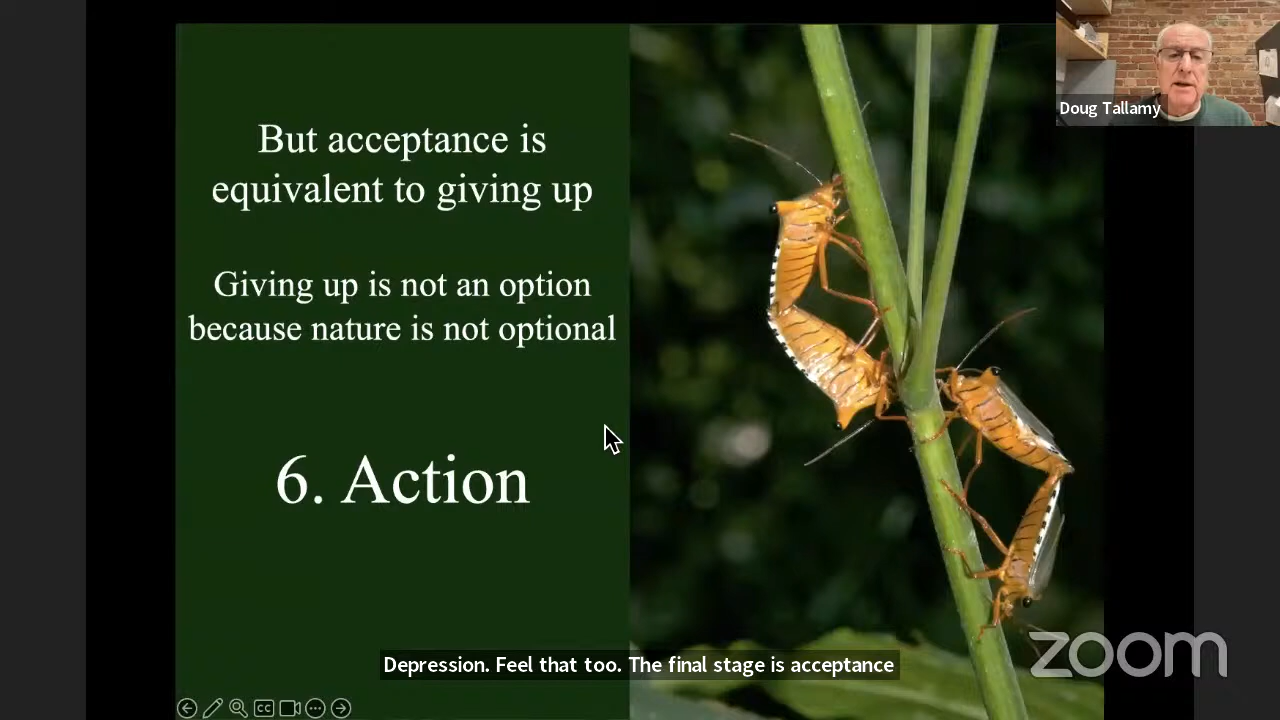 But acceptance is
equivalent to giving up
Giving up is not an option
because nature is not optional
6. Action
Doug Tallamy
Depression. Feel that too. The final stage is acceptance
zoom
CC